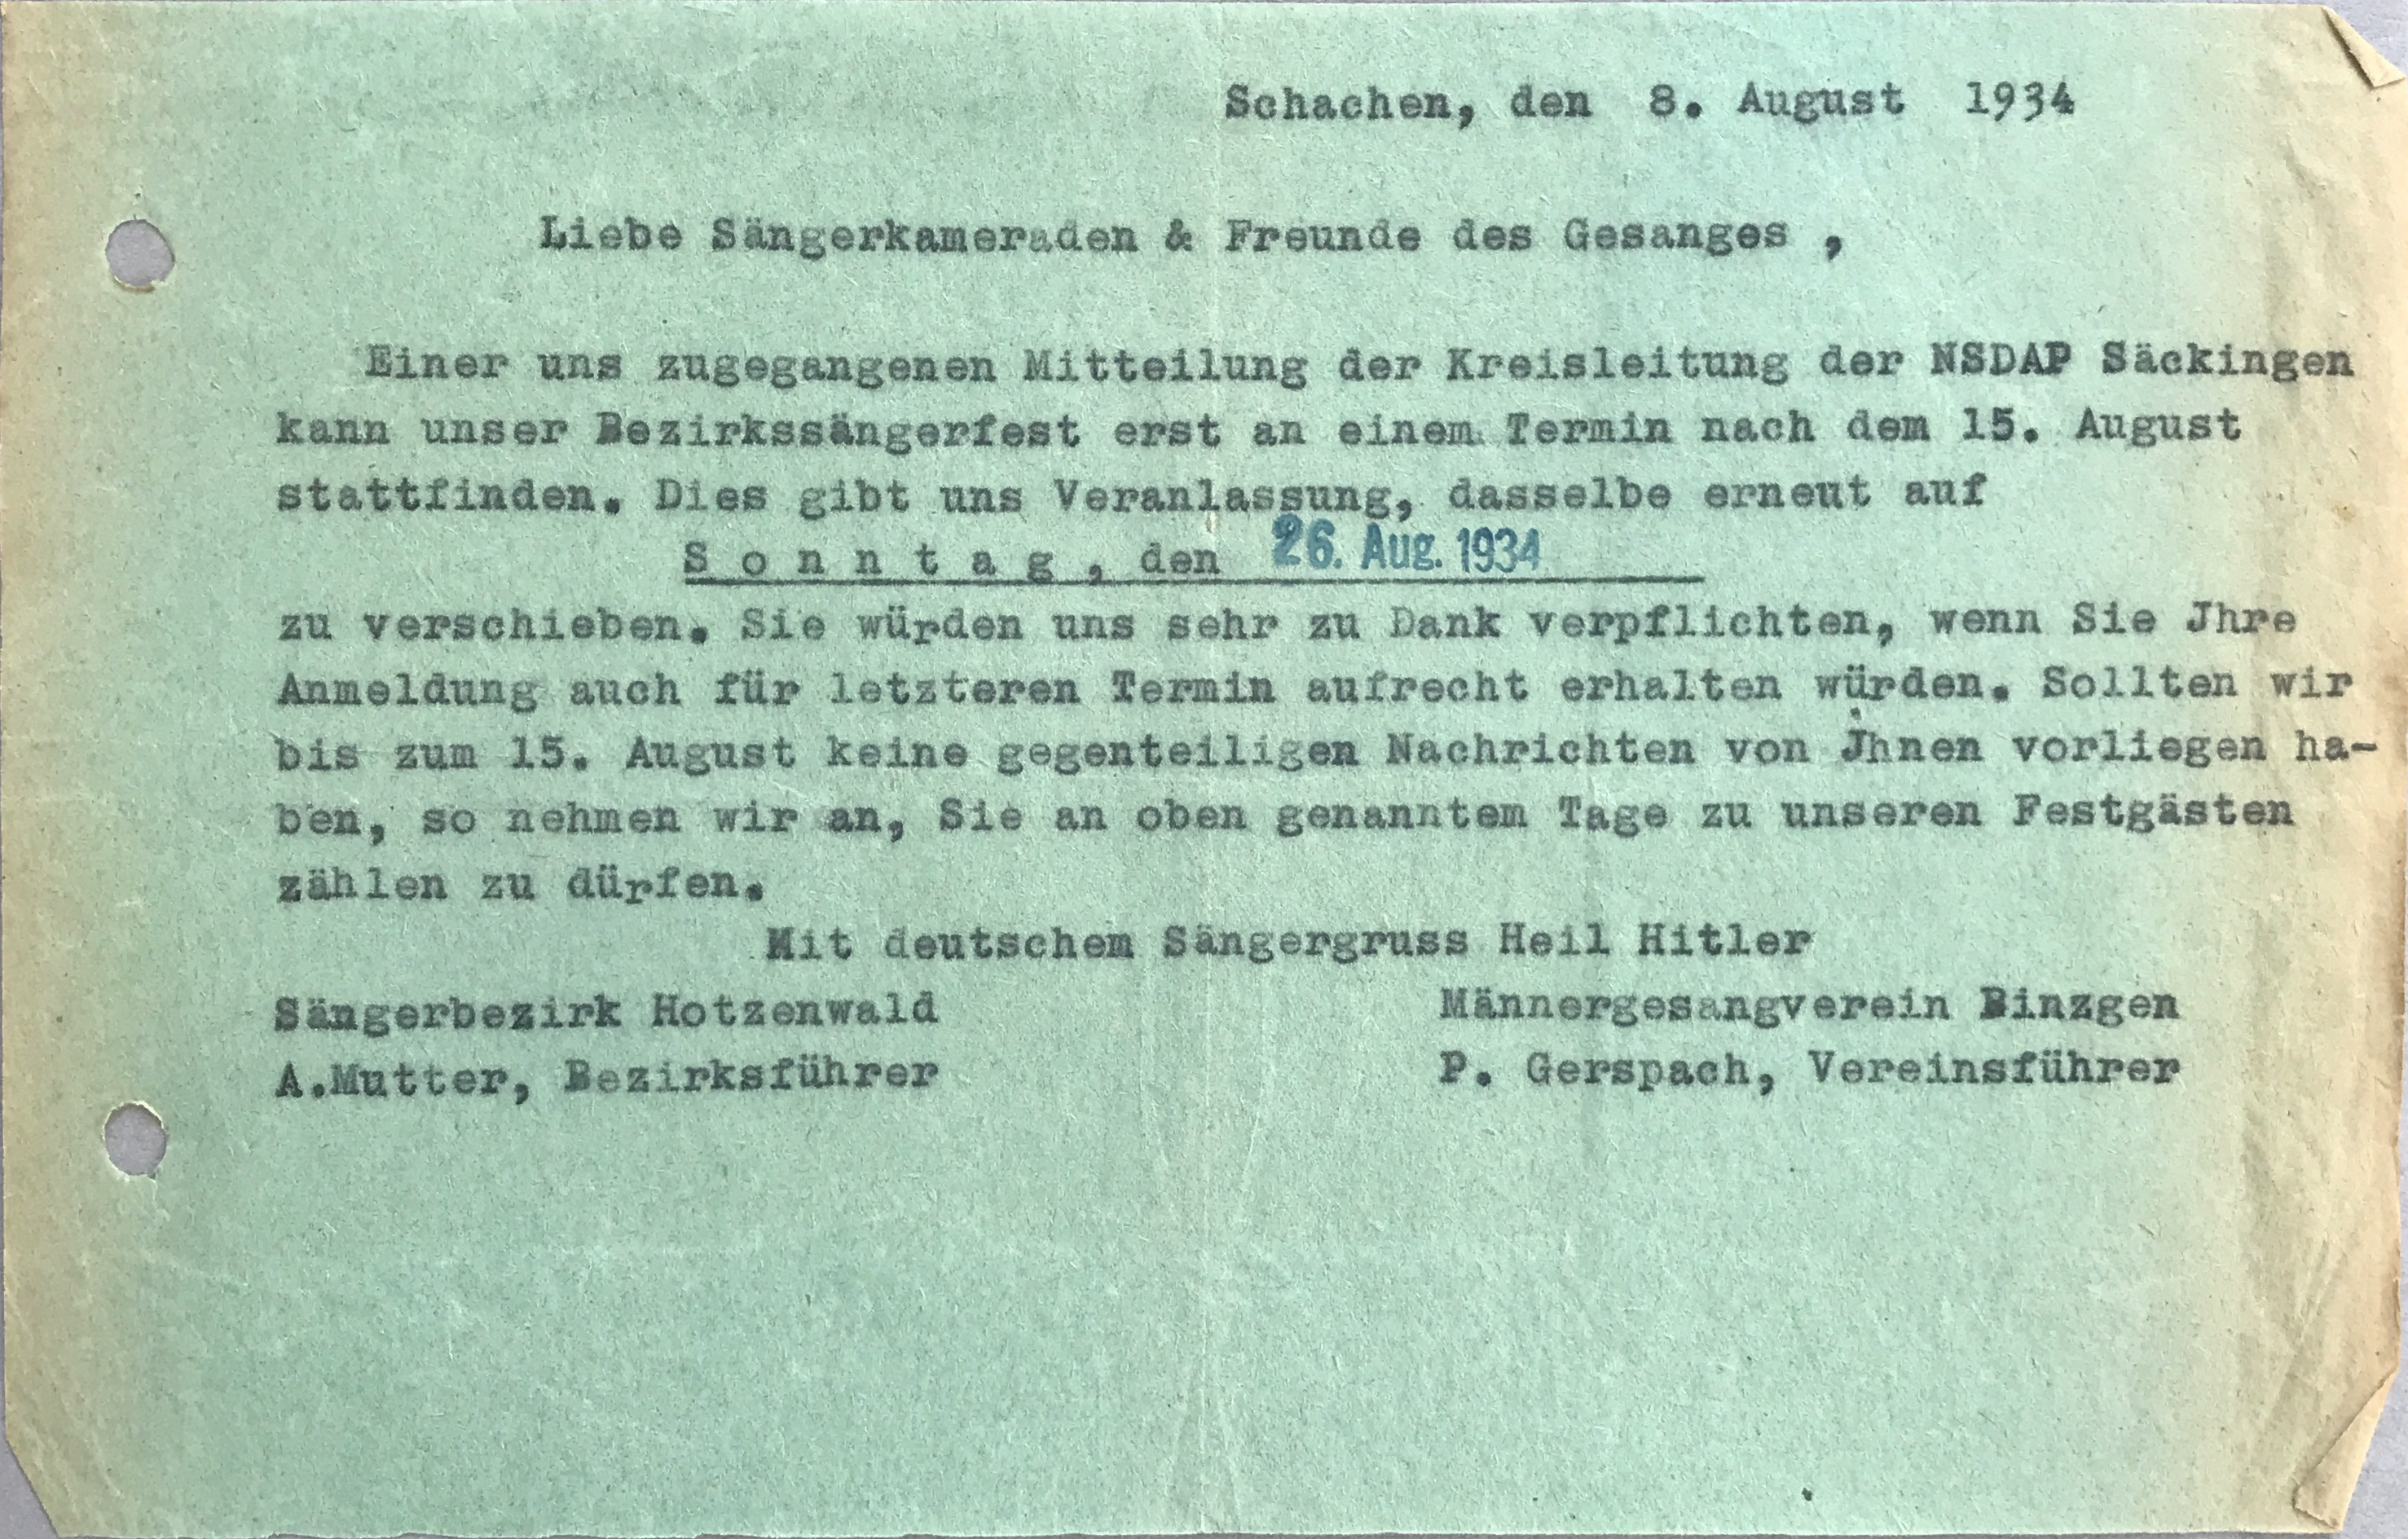 Schachen, den 8. August 1934
Liebe Sängerkameraden & Freunde des Gesanges ,
Einer uns zugegangenen Mitteilung der Kreisleitung der NSDAP Säckingen
kann unser Bezirkssängerfest erst an einem Termin nach dem 15. August
stattfinden. Dies gibt uns Veranlassung, dasselbe erneut auf
S o n n t a g , den 26. Aug. 1934
zu verschieben. Sie würden uns sehr zu Dank verpflichten, wenn Sie Jhre
Anmeldung auch für letzteren Termin aufrecht erhalten würden. Sollten wir
bis zum 15. August keine gegenteiligen Nachrichten von Jhnen vorliegen ha-
ben, so nehmen wir an, Sie an oben genanntem Tage zu unseren Festgästen
zählen zu dürfen.
Mit deutschem Sängergruss Heil Hitler
Sängerbezirk Hotzenwald Männergesangverein Binzgen
A.Mutter, Bezirksführer P. Gerspach, Vereinsführer